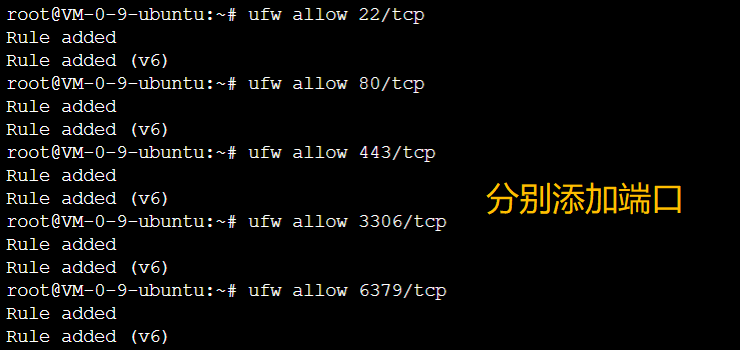 root@VM-0-9-ubuntu:~# ufw allow 22/tcp
Rule added
Rule added (v6)
root@VM-0-9-ubuntu:~# ufw allow 80/tcp
Rule added
Rule added (v6)
root@VM-0-9-ubuntu:~# ufw allow 443/tcp
Rule added
Rule added (v6)
分别添加端口
root@VM-0-9-ubuntu:~# ufw allow 3306/tcp
Rule added
Rule added (v6)
root@VM-0-9-ubuntu:~# ufw allow 6379/tcp
Rule added
Rule added (v6)